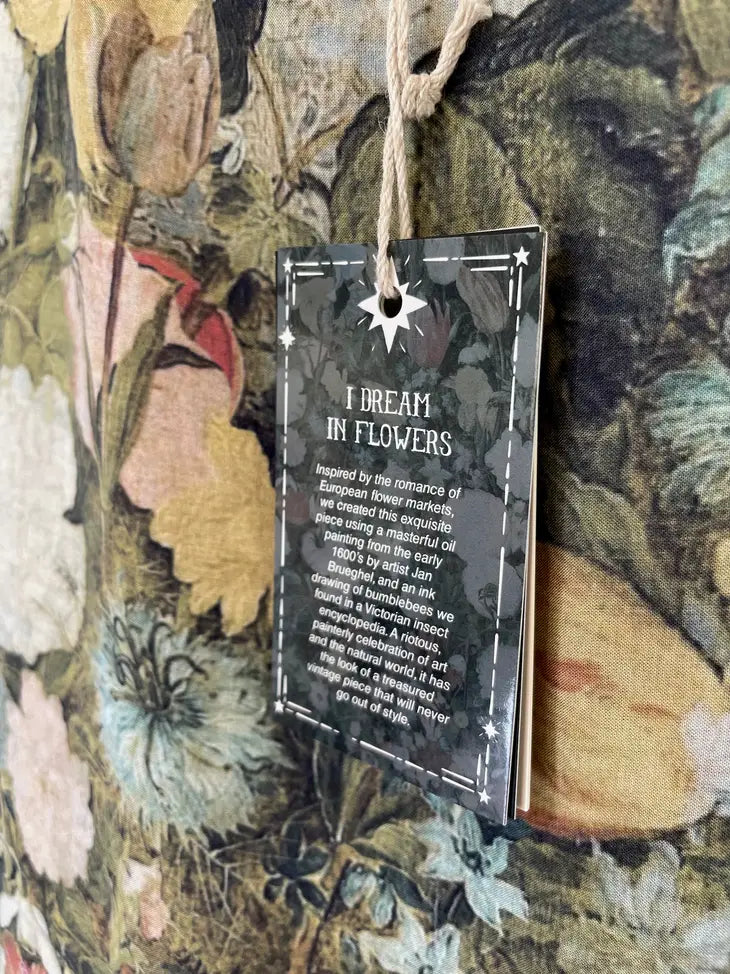 I DREAM
IN FLOWERS
Inspired by the romance of
European flower markets,
we created this exquisite
piece using a masterful oil
painting from the early
1600's by artist Jan
Brueghel, and an ink
drawing of bumblebees we
found in a Victorian insect
encyclopedia. A riotous,
painterly celebration of art
and the natural world, it has
the look of a treasured
vintage piece that will never
go out of style.